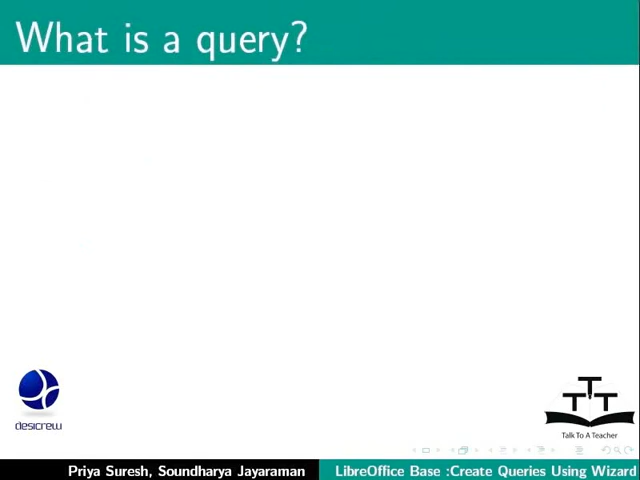 What is a query?
desicrew
T T T
Talk To A Teacher
Priya Suresh, Soundharya Jayaraman
LibreOffice Base :Create Queries Using Wizard